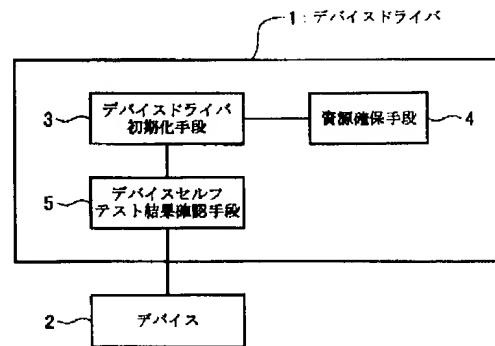 1:デバイスドライバ
3
デバイスドライバ
初期化手段
資源確保手段
4
5
デバイスセルフ
テスト結果確認手段
2
デバイス